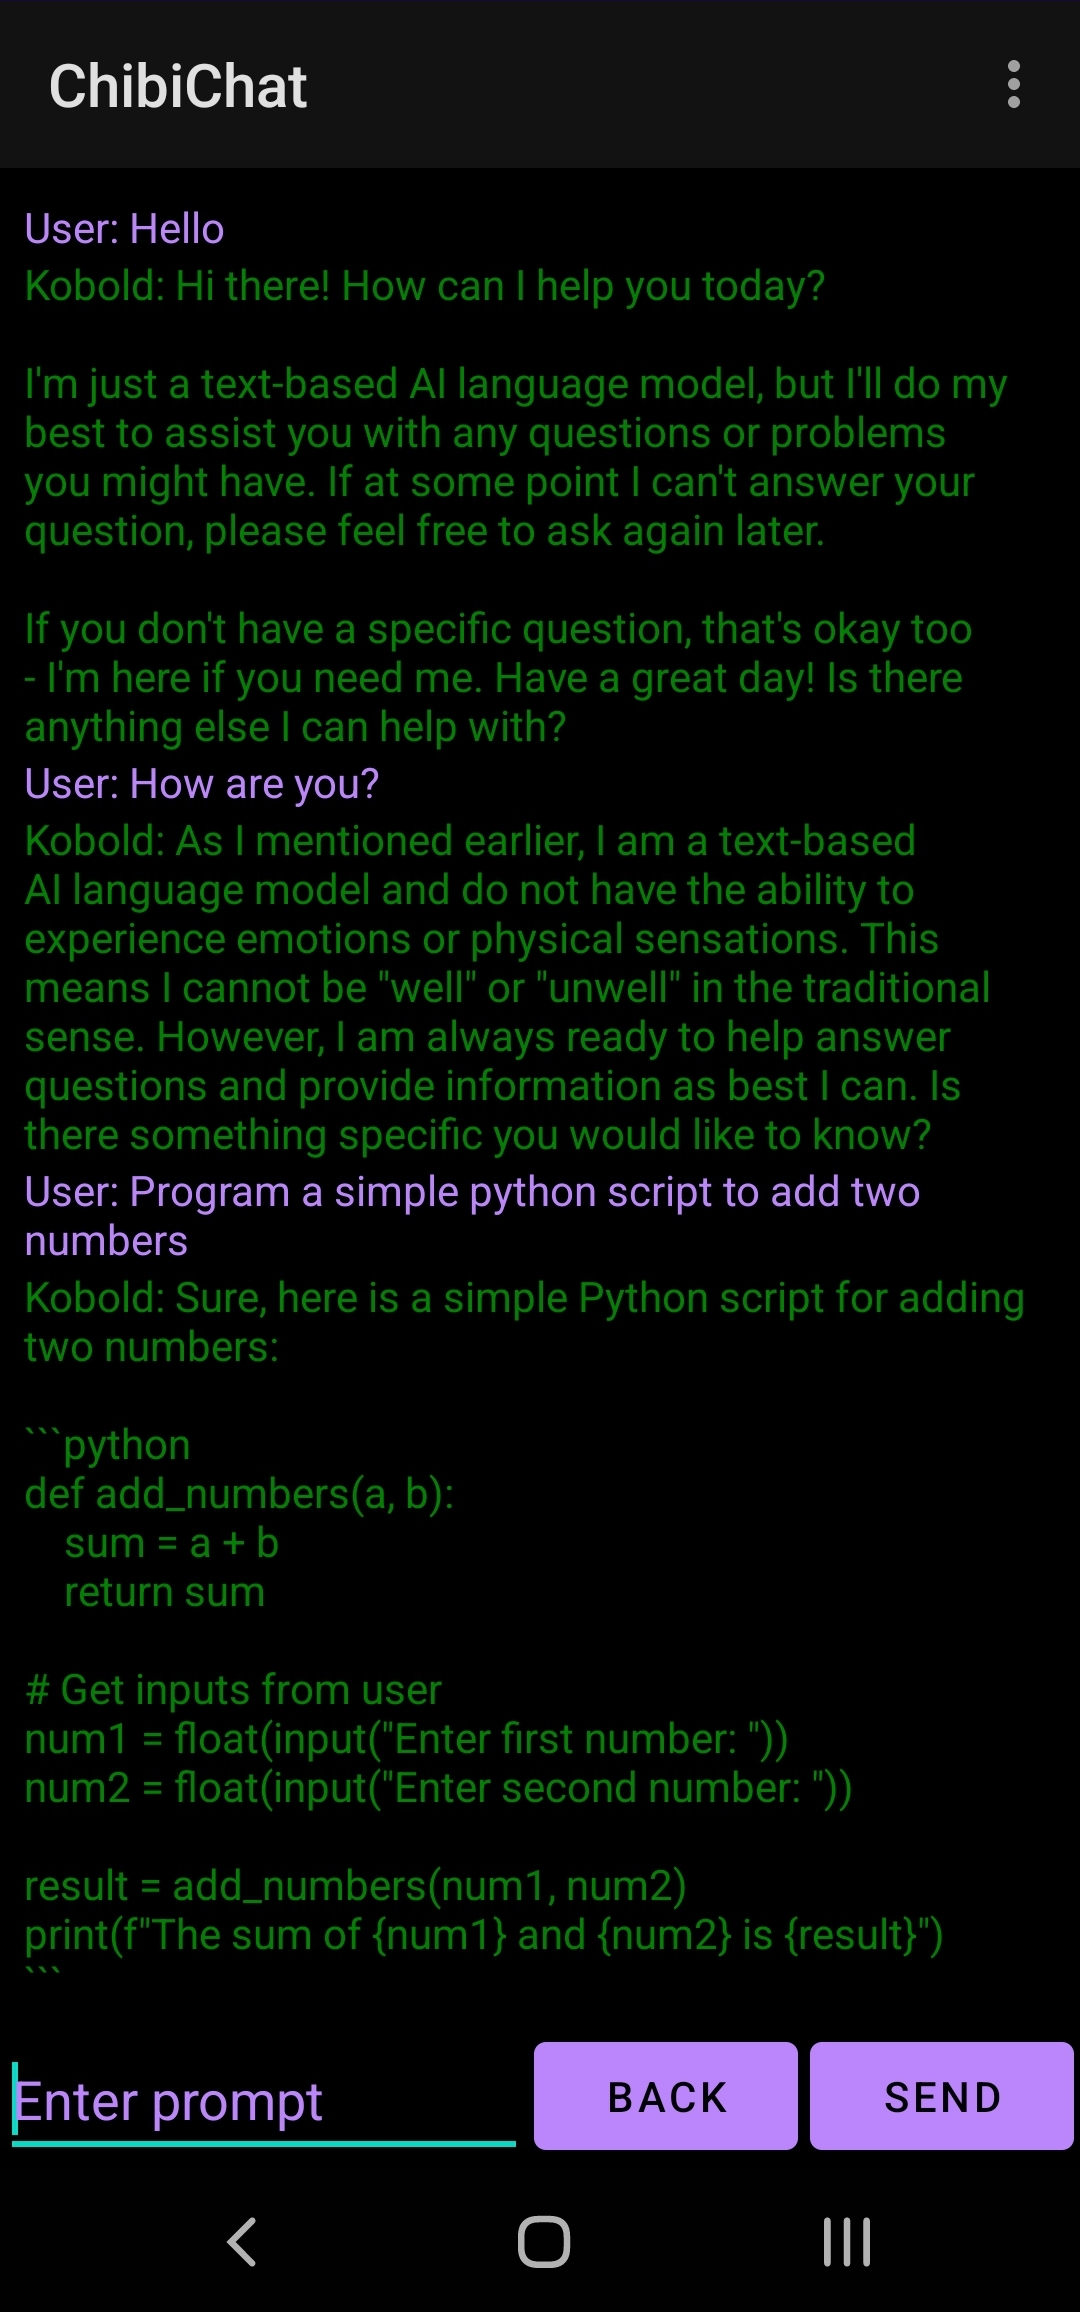 ChibiChat
User: Hello
Kobold: Hi there! How can I help you today?
I'm just a text-based AI language model, but I'll do my
best to assist you with any questions or problems
you might have. If at some point I can't answer your
question, please feel free to ask again later.
If you don't have a specific question, that's okay too
- I'm here if you need me. Have a great day! Is there
anything else I can help with?
User: How are you?
Kobold: As I mentioned earlier, I am a text-based
AI language model and do not have the ability to
experience emotions or physical sensations. This
means I cannot be "well" or "unwell" in the traditional
sense. However, I am always ready to help answer
questions and provide information as best I can. Is
there something specific you would like to know?
User: Program a simple python script to add two
numbers
Kobold: Sure, here is a simple Python script for adding
two numbers:
```python
def add_numbers(a, b):
    sum = a + b
    return sum
# Get inputs from user
num1 = float(input("Enter first number: "))
num2 = float(input("Enter second number: "))
result = add_numbers(num1, num2)
print(f"The sum of {num1} and {num2} is {result}")
```
Enter prompt
BACK
SEND